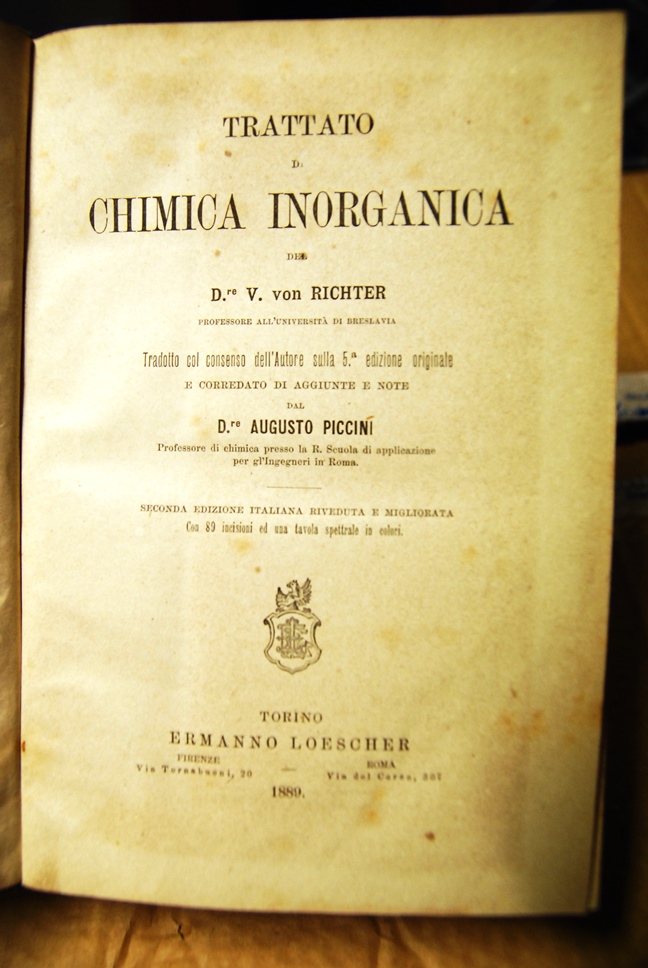 TRATTATO
DI
CHIMICA INORGANICA
DEL
D.re V. von RICHTER
PROFESSORE ALL'UNIVERSITÀ DI BRESLAVIA
Tradotto col consenso dell'Autore sulla 5.a edizione originale
E CORREDATO DI AGGIUNTE E NOTE
DAL
D.re AUGUSTO PICCINI
Professore di chimica presso la R. Scuola di applicazione
per gl'Ingegneri in Roma.
SECONDA EDIZIONE ITALIANA RIVEDUTA E MIGLIORATA
Con 89 incisioni ed una tavola spettrale in colori.
TORINO
ERMANNO LOESCHER
FIRENZE
Via Tornabuoni, 20
ROMA
Via del Corso, 307
1889.